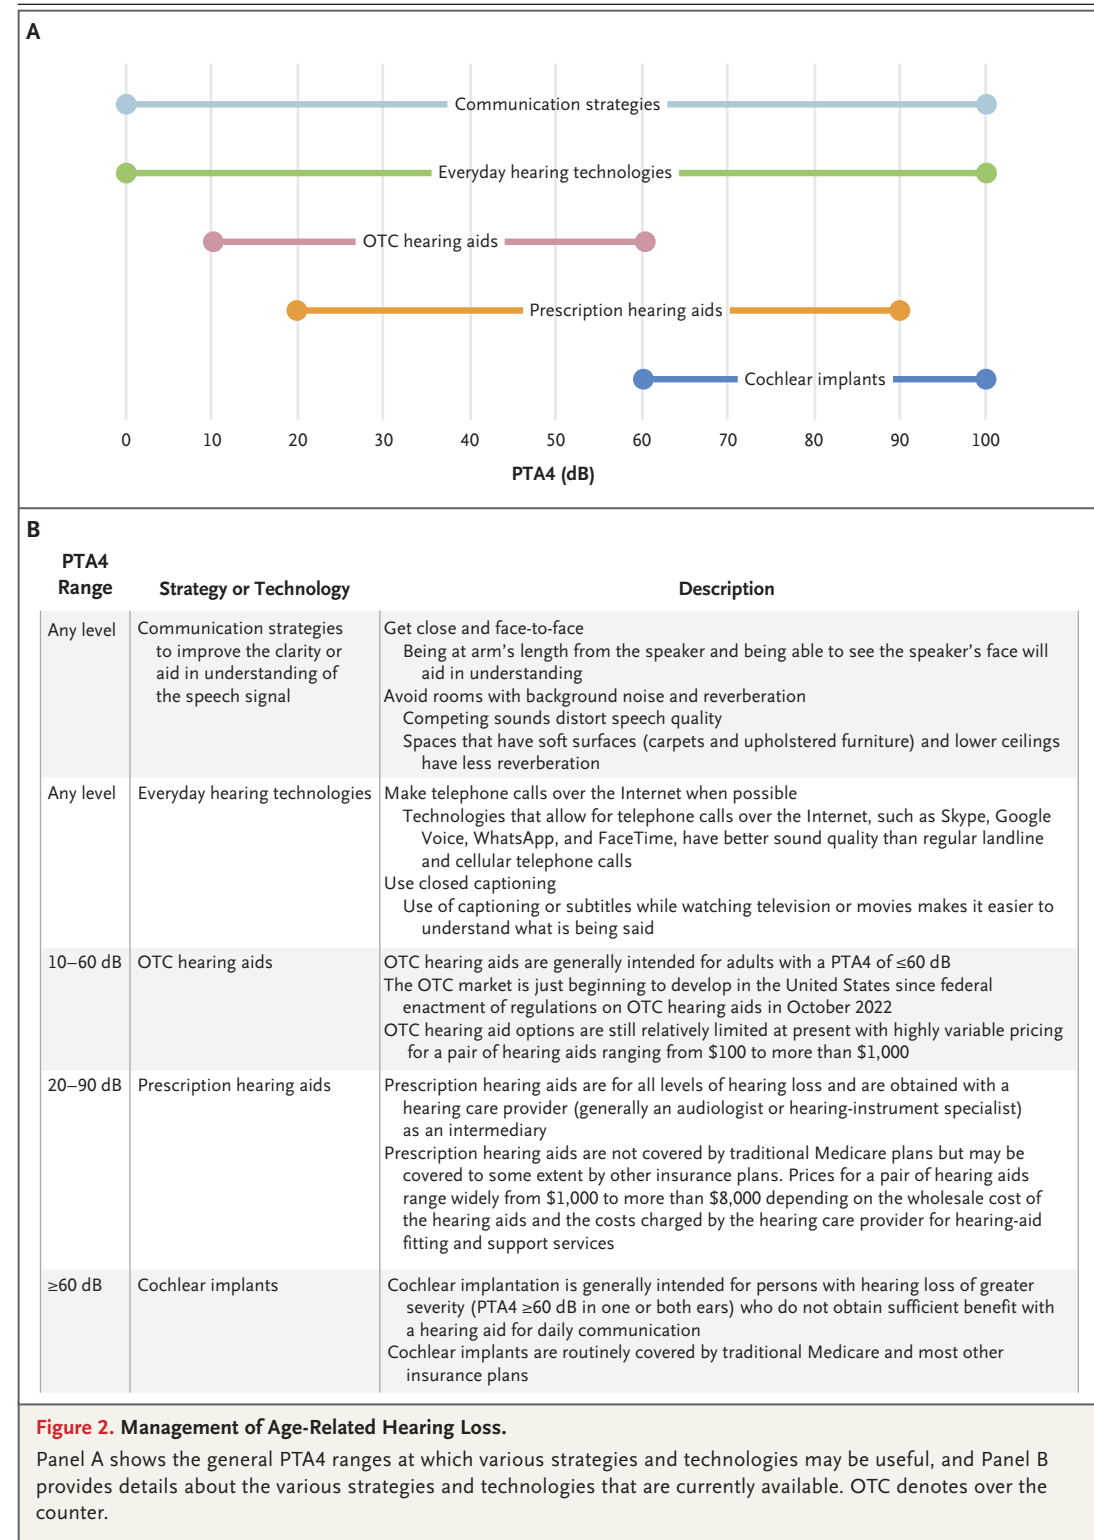 A
Communication strategies
Everyday hearing technologies
OTC hearing aids
Prescription hearing aids
Cochlear implants
0 10 20 30 40 50 60 70 80 90 100
PTA4 (dB)
B
PTA4
Range
Strategy or Technology
Description
Any level
Communication strategies
to improve the clarity or
aid in understanding of
the speech signal
Get close and face-to-face
Being at arm’s length from the speaker and being able to see the speaker’s face will
aid in understanding
Avoid rooms with background noise and reverberation
Competing sounds distort speech quality
Spaces that have soft surfaces (carpets and upholstered furniture) and lower ceilings
have less reverberation
Any level
Everyday hearing technologies
Make telephone calls over the Internet when possible
Technologies that allow for telephone calls over the Internet, such as Skype, Google
Voice, WhatsApp, and FaceTime, have better sound quality than regular landline
and cellular telephone calls
Use closed captioning
Use of captioning or subtitles while watching television or movies makes it easier to
understand what is being said
10–60 dB
OTC hearing aids
OTC hearing aids are generally intended for adults with a PTA4 of ≤60 dB
The OTC market is just beginning to develop in the United States since federal
enactment of regulations on OTC hearing aids in October 2022
OTC hearing aid options are still relatively limited at present with highly variable pricing
for a pair of hearing aids ranging from $100 to more than $1,000
20–90 dB
Prescription hearing aids
Prescription hearing aids are for all levels of hearing loss and are obtained with a
hearing care provider (generally an audiologist or hearing-instrument specialist)
as an intermediary
Prescription hearing aids are not covered by traditional Medicare plans but may be
covered to some extent by other insurance plans. Prices for a pair of hearing aids
range widely from $1,000 to more than $8,000 depending on the wholesale cost of
the hearing aids and the costs charged by the hearing care provider for hearing-aid
fitting and support services
≥60 dB
Cochlear implants
Cochlear implantation is generally intended for persons with hearing loss of greater
severity (PTA4 ≥60 dB in one or both ears) who do not obtain sufficient benefit with
a hearing aid for daily communication
Cochlear implants are routinely covered by traditional Medicare and most other
insurance plans
Figure 2. Management of Age-Related Hearing Loss.
Panel A shows the general PTA4 ranges at which various strategies and technologies may be useful, and Panel B
provides details about the various strategies and technologies that are currently available. OTC denotes over the
counter.